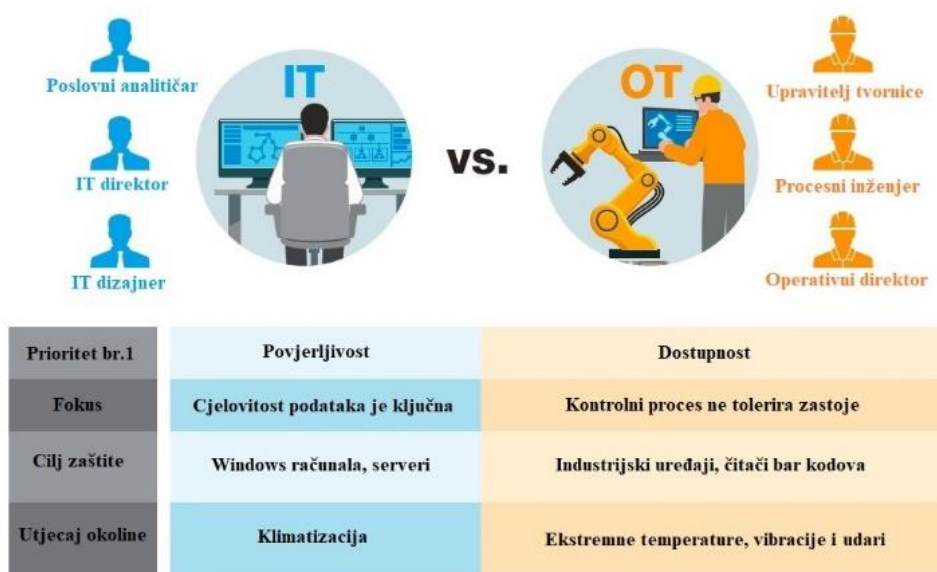 Poslovni analitičar
IT direktor
IT dizajner
IT
vs.
OT
Upravitelj tvornice
Procesni inženjer
Operativni direktor
Prioritet br.1 Povjerljivost Dostupnost
Fokus Cjelovitost podataka je ključna Kontrolni proces ne tolerira zastoje
Cilj zaštite Windows računala, serveri Industrijski uređaji, čitači bar kodova
Utjecaj okoline Klimatizacija Ekstremne temperature, vibracije i udari